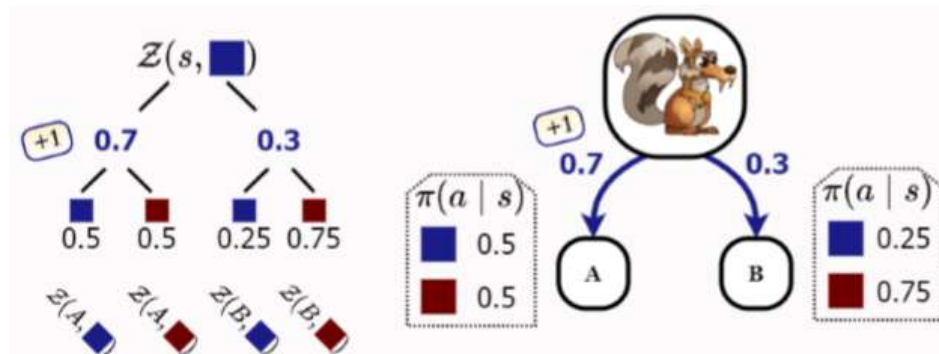 𝒵(s, )
+1 0.7 0.3
0.5 0.5 0.25 0.75
𝒵(A, ) 𝒵(A, ) 𝒵(B, ) 𝒵(B, )
+1
0.7 0.3
π(a | s)
0.5
0.5
A
B
π(a | s)
0.25
0.75